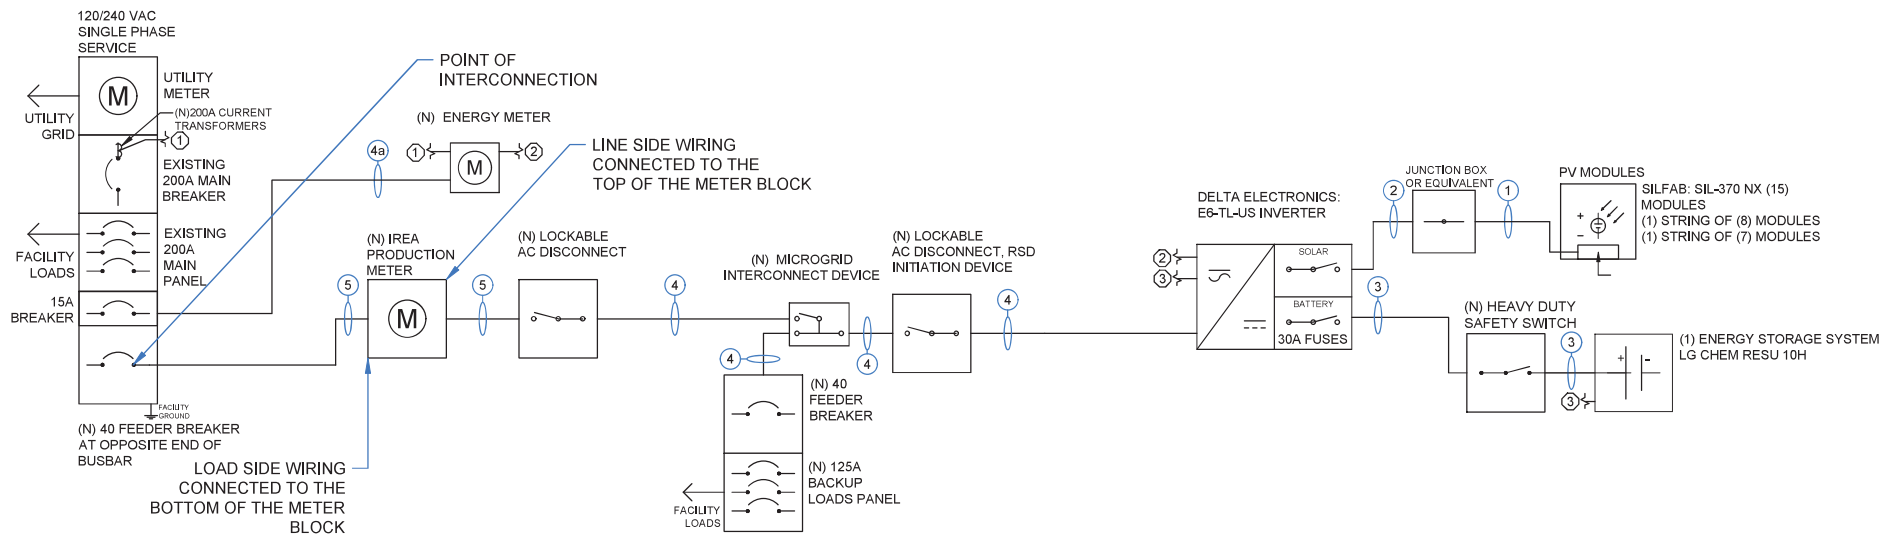 120/240 VAC
SINGLE PHASE
SERVICE
M
UTILITY
METER
UTILITY
GRID
(N)200A CURRENT
TRANSFORMERS
1
EXISTING
200A MAIN
BREAKER
FACILITY
LOADS
EXISTING
200A
MAIN
PANEL
15A
BREAKER
FACILITY
GROUND
(N) 40 FEEDER BREAKER
AT OPPOSITE END OF
BUSBAR
POINT OF
INTERCONNECTION
(N) ENERGY METER
4a
1
M
2
LINE SIDE WIRING
CONNECTED TO THE
TOP OF THE METER BLOCK
LOAD SIDE WIRING
CONNECTED TO THE
BOTTOM OF THE METER
BLOCK
5
(N) IREA
PRODUCTION
METER
M
5
(N) LOCKABLE
AC DISCONNECT
4
(N) MICROGRID
INTERCONNECT DEVICE
4
4
(N) 40
FEEDER
BREAKER
(N) 125A
BACKUP
LOADS PANEL
FACILITY
LOADS
(N) LOCKABLE
AC DISCONNECT, RSD
INITIATION DEVICE
4
DELTA ELECTRONICS:
E6-TL-US INVERTER
2
3
SOLAR
BATTERY
30A FUSES
2
JUNCTION BOX
OR EQUIVALENT
1
PV MODULES
+
−
SILFAB: SIL-370 NX (15)
MODULES
(1) STRING OF (8) MODULES
(1) STRING OF (7) MODULES
3
(N) HEAVY DUTY
SAFETY SWITCH
3
3
+
-
(1) ENERGY STORAGE SYSTEM
LG CHEM RESU 10H